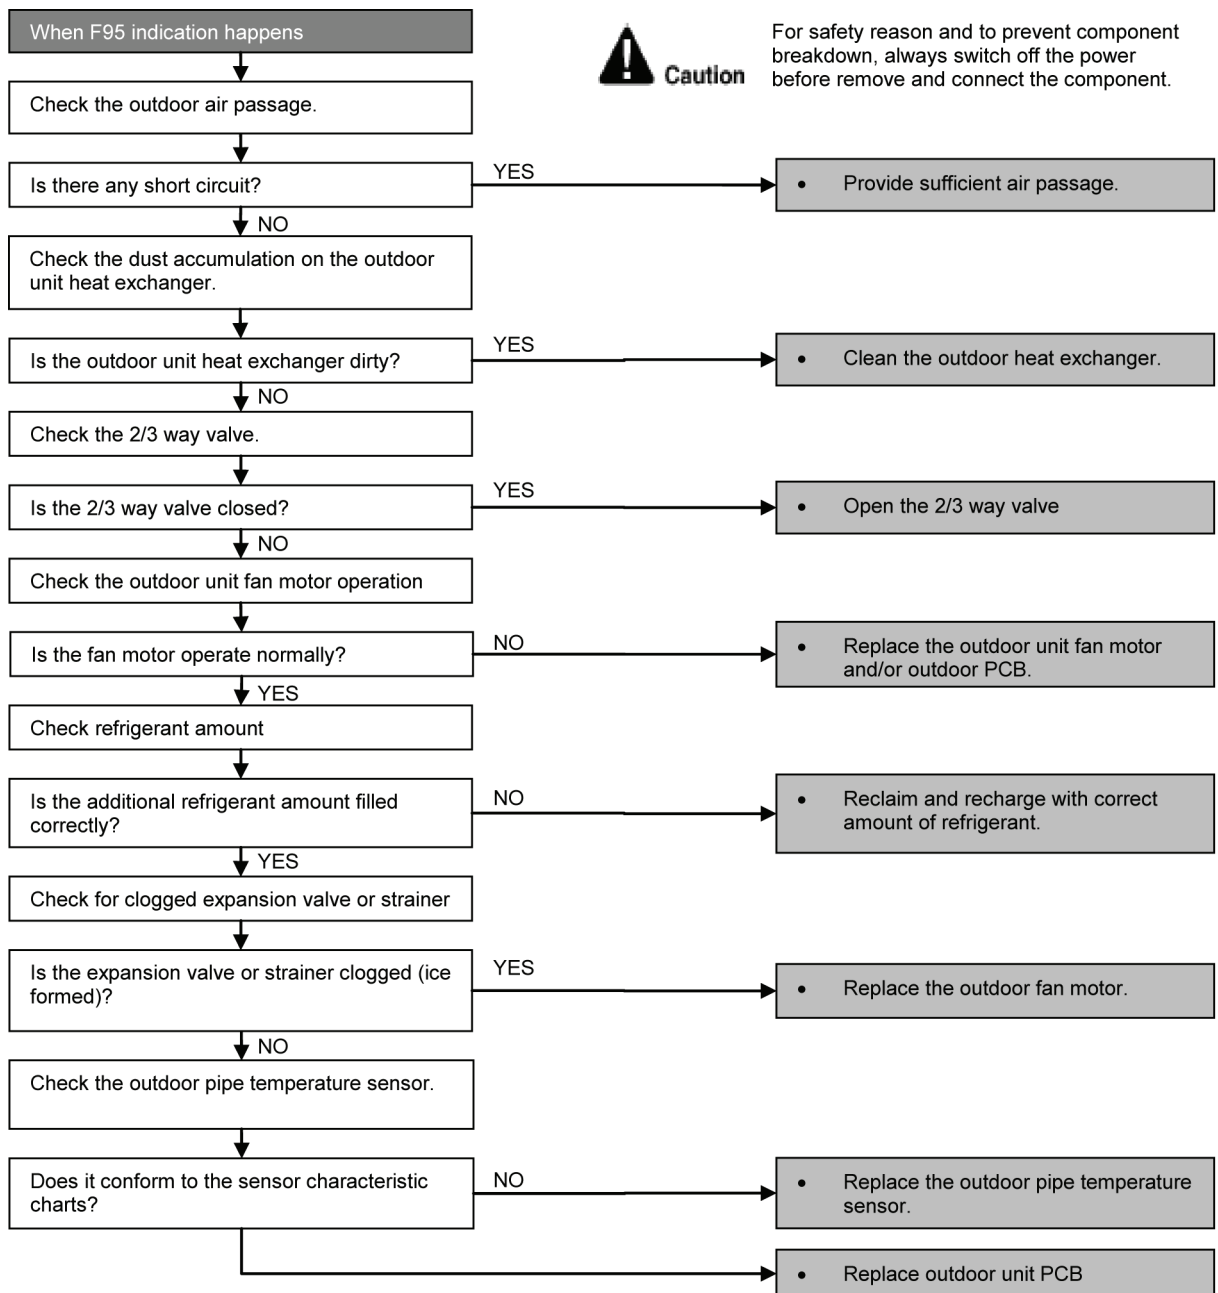 When F95 indication happens
Caution
For safety reason and to prevent component
breakdown, always switch off the power
before remove and connect the component.
Check the outdoor air passage.
Is there any short circuit?
YES
• Provide sufficient air passage.
NO
Check the dust accumulation on the outdoor
unit heat exchanger.
Is the outdoor unit heat exchanger dirty?
YES
• Clean the outdoor heat exchanger.
NO
Check the 2/3 way valve.
Is the 2/3 way valve closed?
YES
• Open the 2/3 way valve
NO
Check the outdoor unit fan motor operation
Is the fan motor operate normally?
NO
• Replace the outdoor unit fan motor
and/or outdoor PCB.
YES
Check refrigerant amount
Is the additional refrigerant amount filled
correctly?
NO
• Reclaim and recharge with correct
amount of refrigerant.
YES
Check for clogged expansion valve or strainer
Is the expansion valve or strainer clogged (ice
formed)?
YES
• Replace the outdoor fan motor.
NO
Check the outdoor pipe temperature sensor.
Does it conform to the sensor characteristic
charts?
NO
• Replace the outdoor pipe temperature
sensor.
• Replace outdoor unit PCB